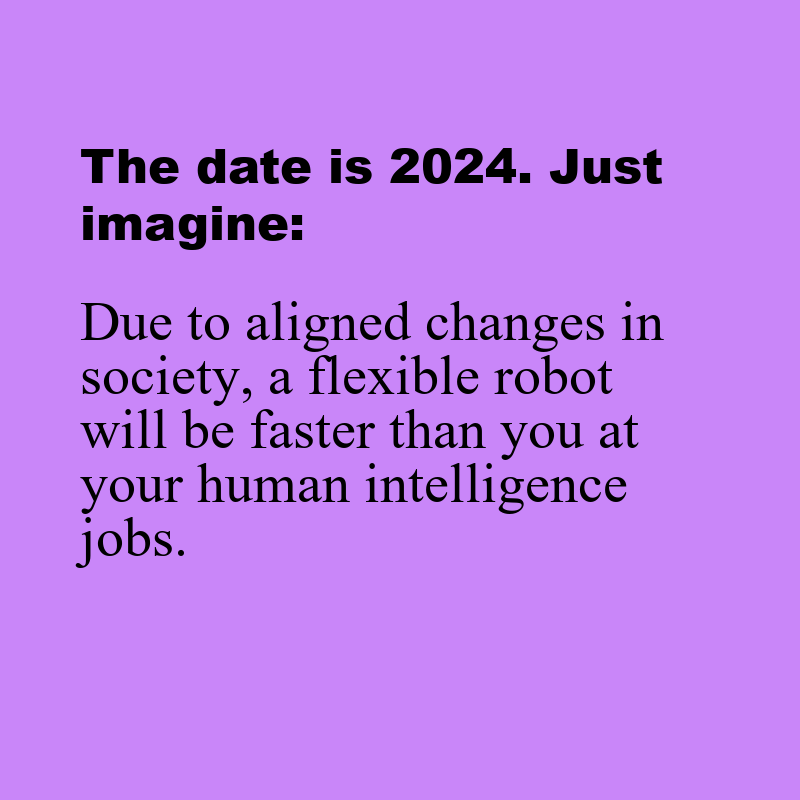 The date is 2024. Just
imagine:
Due to aligned changes in
society, a flexible robot
will be faster than you at
your human intelligence
jobs.